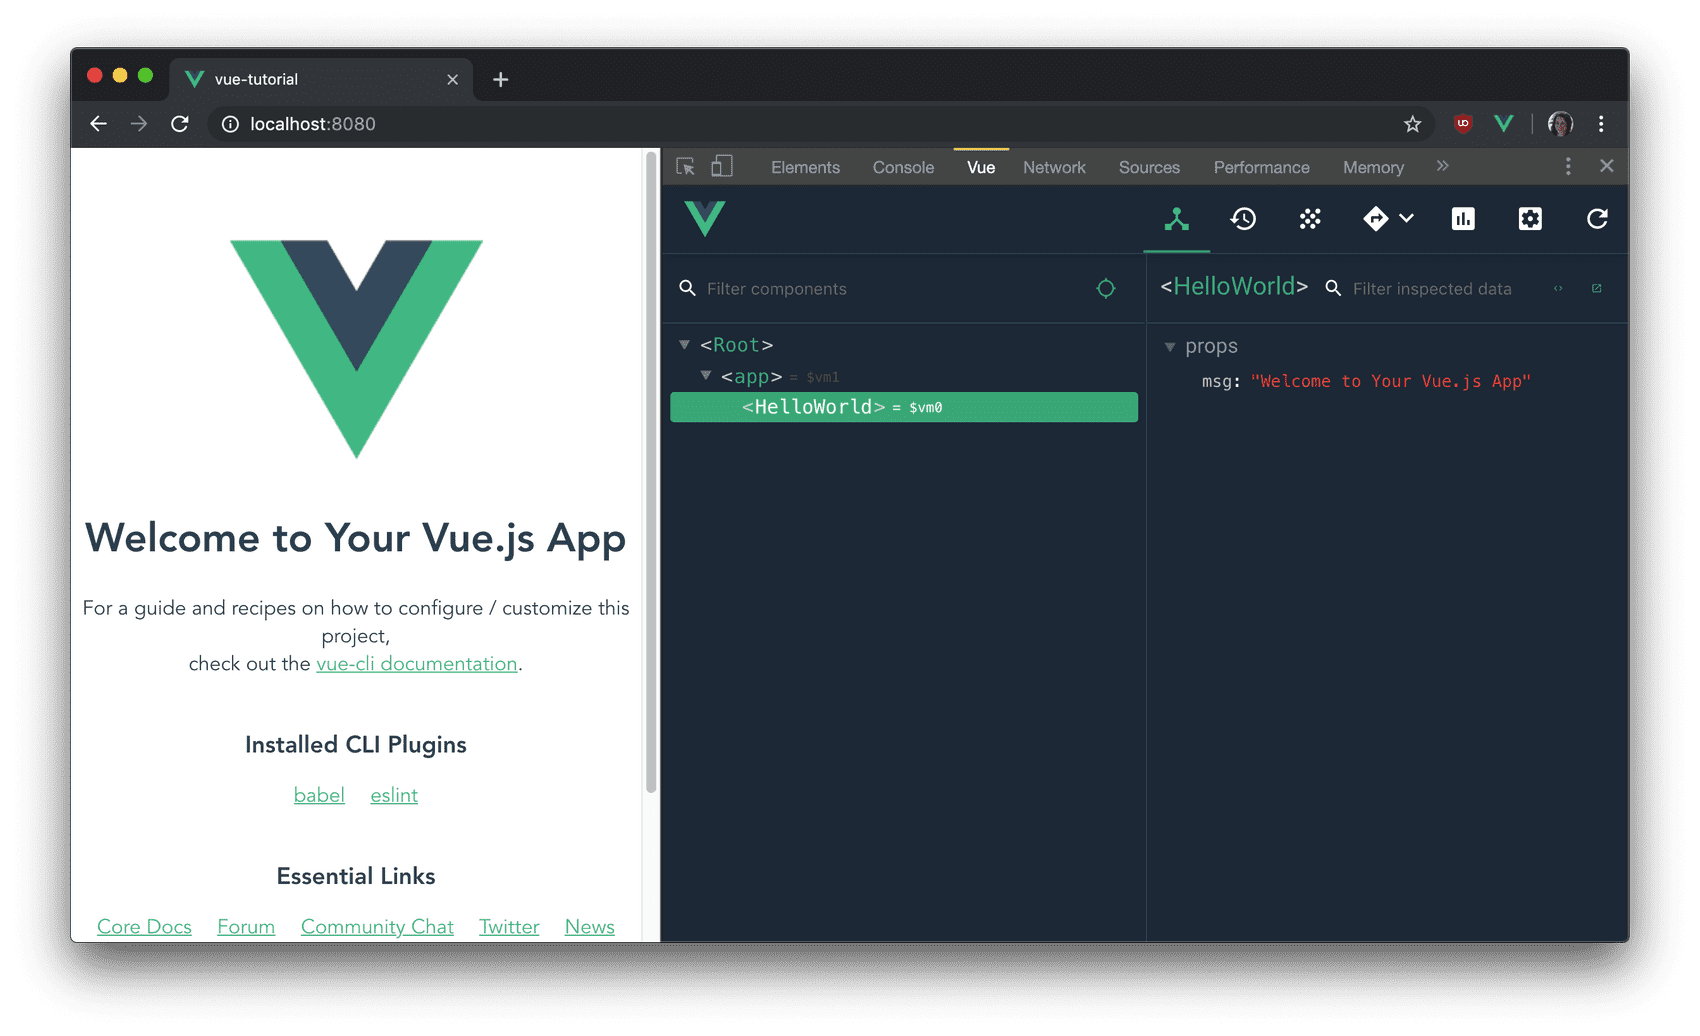 vue-tutorial
localhost:8080
Elements Console Vue Network Sources Performance Memory
Filter components
<HelloWorld> Filter inspected data
<Root>
<app> = $vm1
<HelloWorld> = $vm0
props
msg: "Welcome to Your Vue.js App"
Welcome to Your Vue.js App
For a guide and recipes on how to configure / customize this
project,
check out the vue-cli documentation.
Installed CLI Plugins
babel eslint
Essential Links
Core Docs Forum Community Chat Twitter News